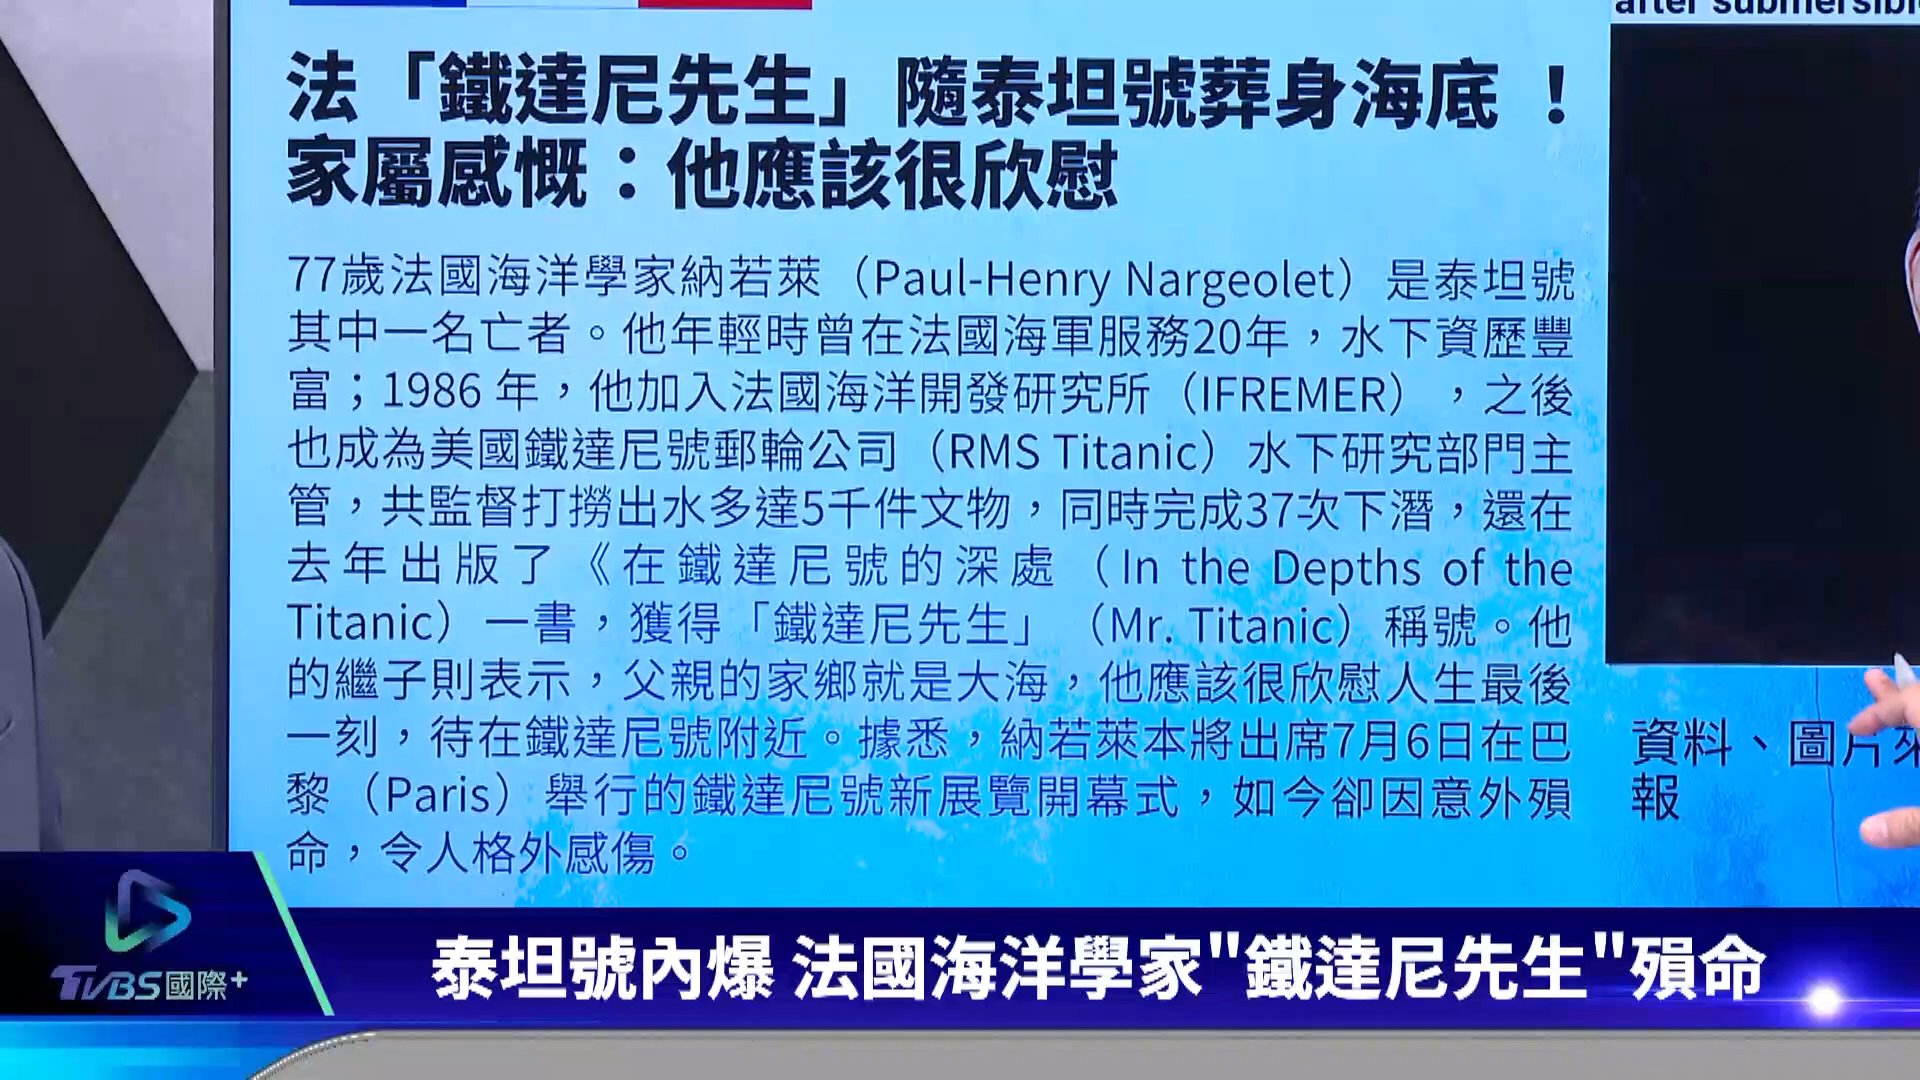 after submersible
法「鐵達尼先生」隨泰坦號葬身海底！
家屬感慨：他應該很欣慰
77歲法國海洋學家納若萊（Paul-Henry Nargeolet）是泰坦號
其中一名亡者。他年輕時曾在法國海軍服務20年，水下資歷豐
富；1986 年，他加入法國海洋開發研究所（IFREMER），之後
也成為美國鐵達尼號郵輪公司（RMS Titanic）水下研究部門主
管，共監督打撈出水多達5千件文物，同時完成37次下潛，還在
去年出版了《在鐵達尼號的深處（In the Depths of the
Titanic）一書，獲得「鐵達尼先生」（Mr. Titanic）稱號。他
的繼子則表示，父親的家鄉就是大海，他應該很欣慰人生最後
一刻，待在鐵達尼號附近。據悉，納若萊本將出席7月6日在巴
黎（Paris）舉行的鐵達尼號新展覽開幕式，如今卻因意外殞
命，令人格外感傷。
資料、圖片
報
泰坦號內爆 法國海洋學家"鐵達尼先生"殞命
TVBS國際+